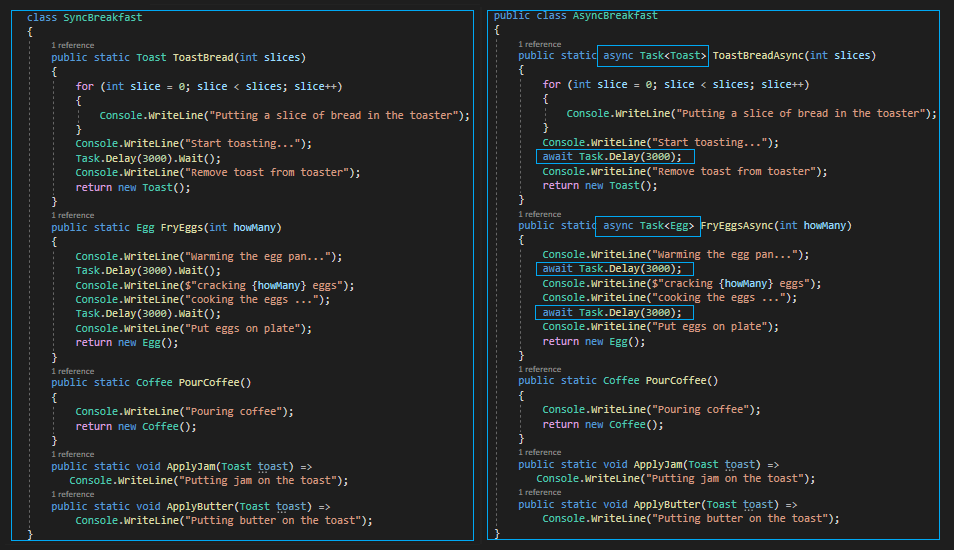 class SyncBreakfast
{
1 reference
public static Toast ToastBread(int slices)
{
for (int slice = 0; slice < slices; slice++)
{
Console.WriteLine("Putting a slice of bread in the toaster");
}
Console.WriteLine("Start toasting...");
Task.Delay(3000).Wait();
Console.WriteLine("Remove toast from toaster");
return new Toast();
}
1 reference
public static Egg FryEggs(int howMany)
{
Console.WriteLine("Warming the egg pan...");
Task.Delay(3000).Wait();
Console.WriteLine($"cracking {howMany} eggs");
Console.WriteLine("cooking the eggs ...");
Task.Delay(3000).Wait();
Console.WriteLine("Put eggs on plate");
return new Egg();
}
1 reference
public static Coffee PourCoffee()
{
Console.WriteLine("Pouring coffee");
return new Coffee();
}
1 reference
public static void ApplyJam(Toast toast) =>
Console.WriteLine("Putting jam on the toast");
1 reference
public static void ApplyButter(Toast toast) =>
Console.WriteLine("Putting butter on the toast");
}
public class AsyncBreakfast
{
1 reference
public static async Task<Toast> ToastBreadAsync(int slices)
{
for (int slice = 0; slice < slices; slice++)
{
Console.WriteLine("Putting a slice of bread in the toaster");
}
Console.WriteLine("Start toasting...");
await Task.Delay(3000);
Console.WriteLine("Remove toast from toaster");
return new Toast();
}
1 reference
public static async Task<Egg> FryEggsAsync(int howMany)
{
Console.WriteLine("Warming the egg pan...");
await Task.Delay(3000);
Console.WriteLine($"cracking {howMany} eggs");
Console.WriteLine("cooking the eggs ...");
await Task.Delay(3000);
Console.WriteLine("Put eggs on plate");
return new Egg();
}
1 reference
public static Coffee PourCoffee()
{
Console.WriteLine("Pouring coffee");
return new Coffee();
}
1 reference
public static void ApplyJam(Toast toast) =>
Console.WriteLine("Putting jam on the toast");
1 reference
public static void ApplyButter(Toast toast) =>
Console.WriteLine("Putting butter on the toast");
}